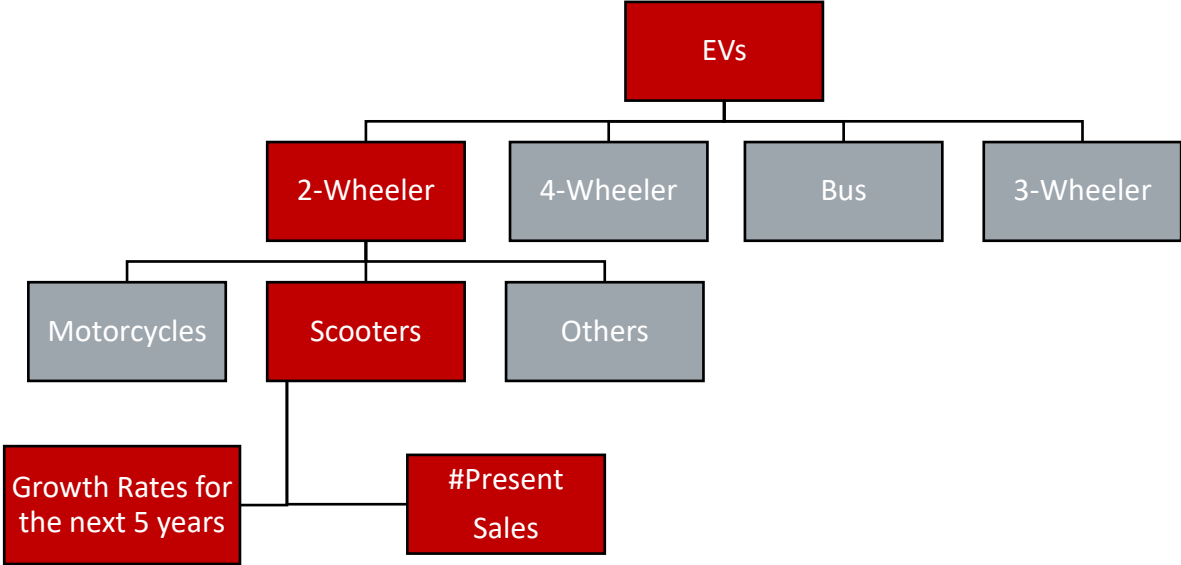 EVs
2-Wheeler
4-Wheeler
Bus
3-Wheeler
Motorcycles
Scooters
Others
Growth Rates for
the next 5 years
#Present
Sales